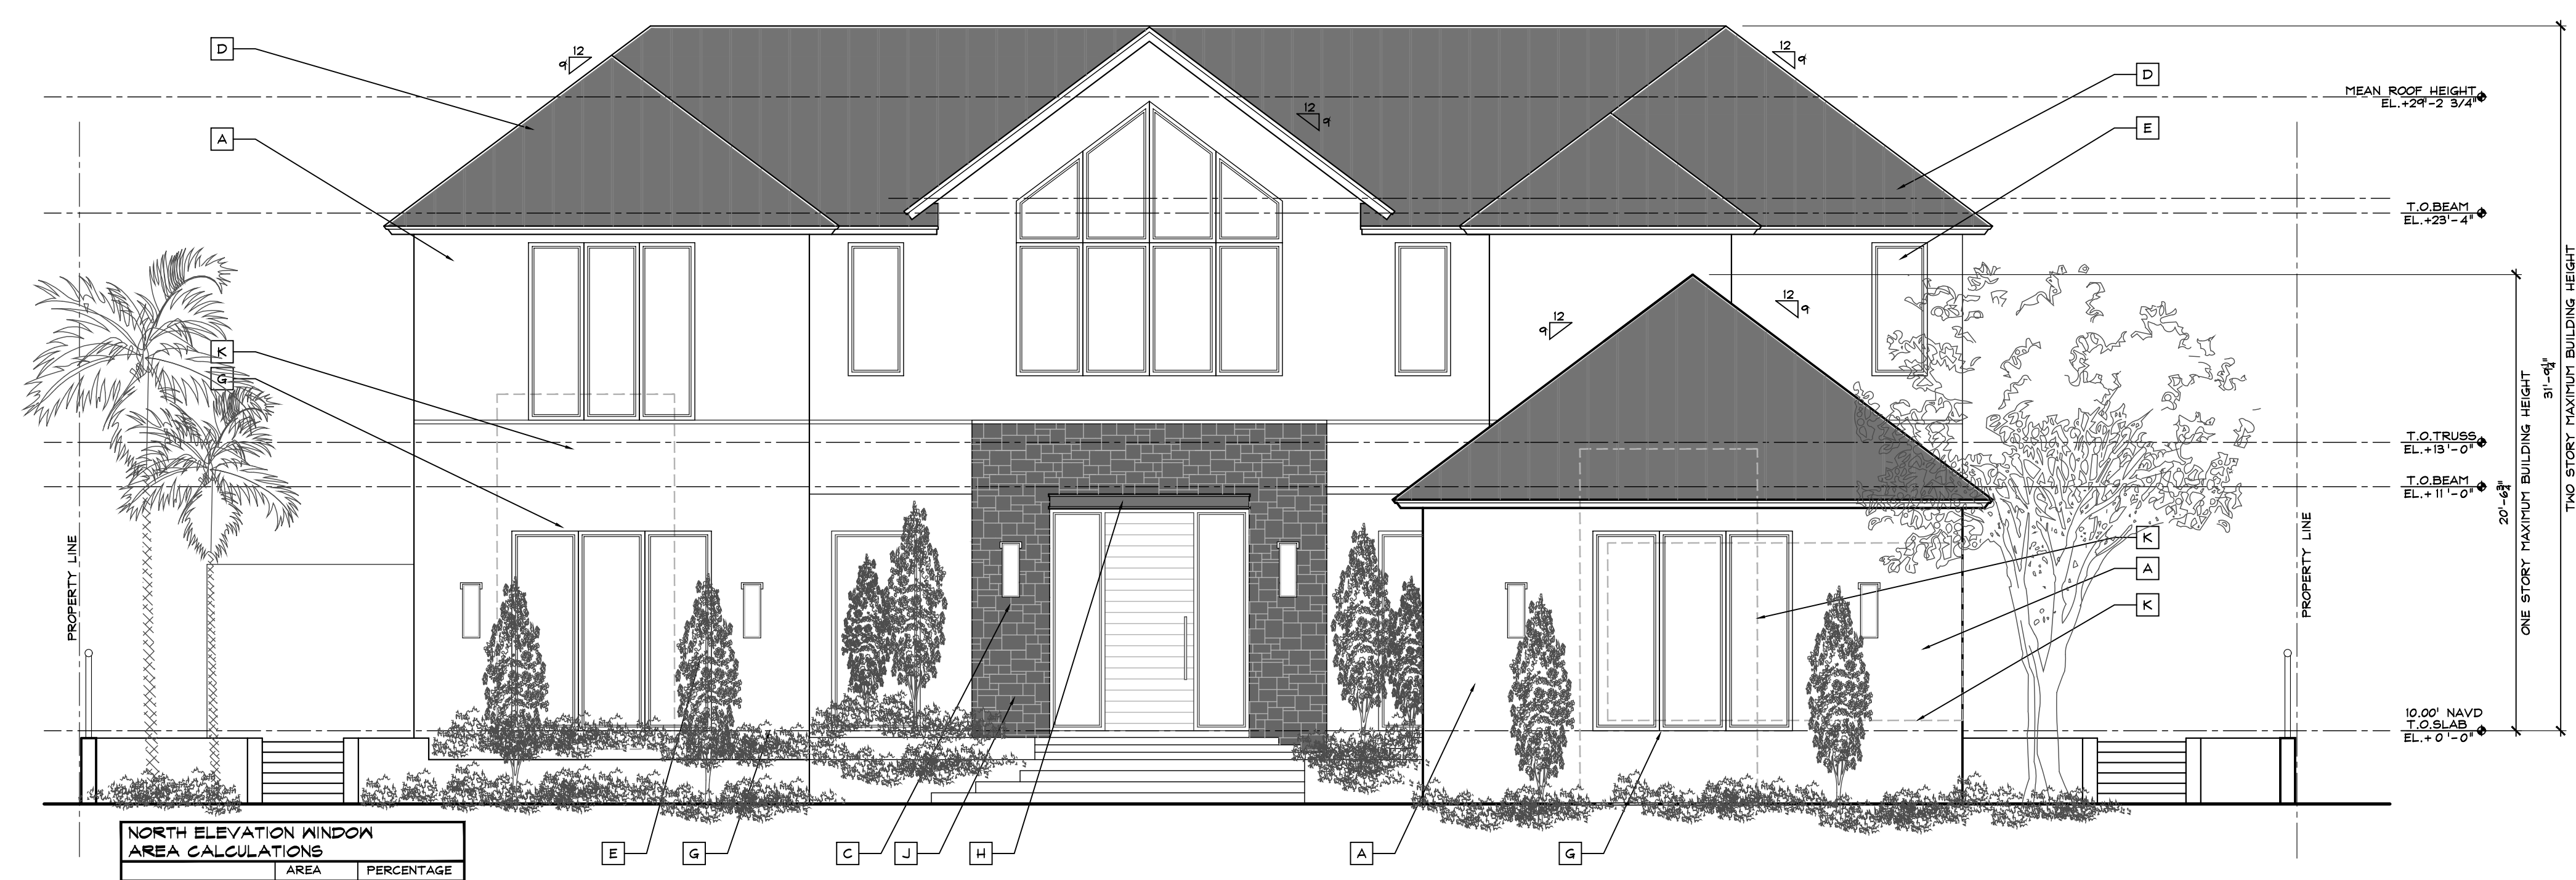 D
12
9
12
9
D
MEAN ROOF HEIGHT
EL.+29'-2 3/4"
12
9
E
A
T.O.BEAM
EL.+23'-4"
TWO STORY MAXIMUM BUILDING HEIGHT
31'-9¼"
12
9
12
9
K
G
ONE STORY MAXIMUM BUILDING HEIGHT
20'-6¾"
T.O.TRUSS
EL.+13'-0"
T.O.BEAM
EL.+11'-0"
PROPERTY LINE
PROPERTY LINE
K
A
K
10.00' NAVD
T.O.SLAB
EL.+0'-0"
E
G
C
J
H
A
G
NORTH ELEVATION WINDOW
AREA CALCULATIONS
AREA PERCENTAGE